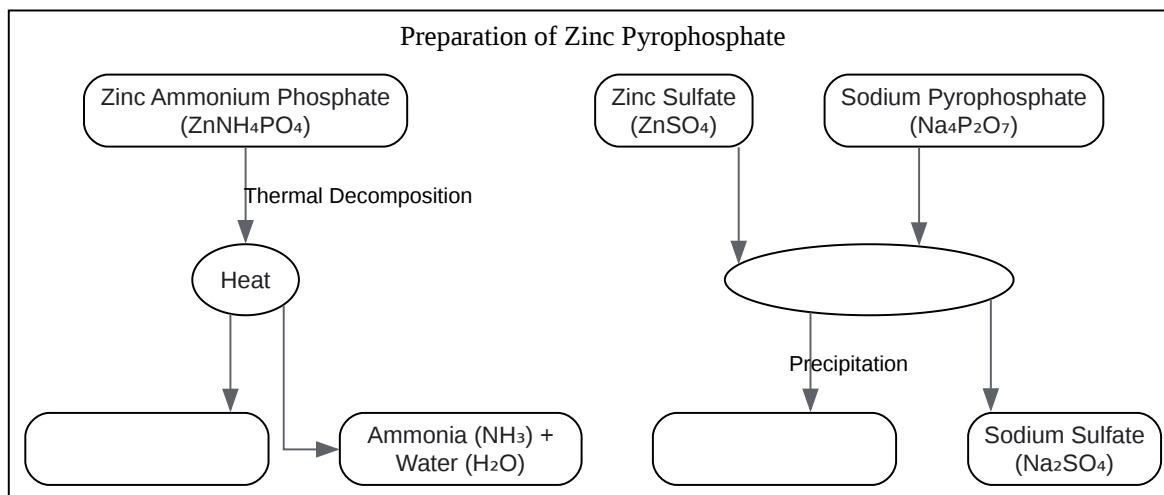 Preparation of Zinc Pyrophosphate
Zinc Ammonium Phosphate
(ZnNH₄PO₄)
Zinc Sulfate
(ZnSO₄)
Sodium Pyrophosphate
(Na₄P₂O₇)
Thermal Decomposition
Heat
Precipitation
Ammonia (NH₃) +
Water (H₂O)
Sodium Sulfate
(Na₂SO₄)